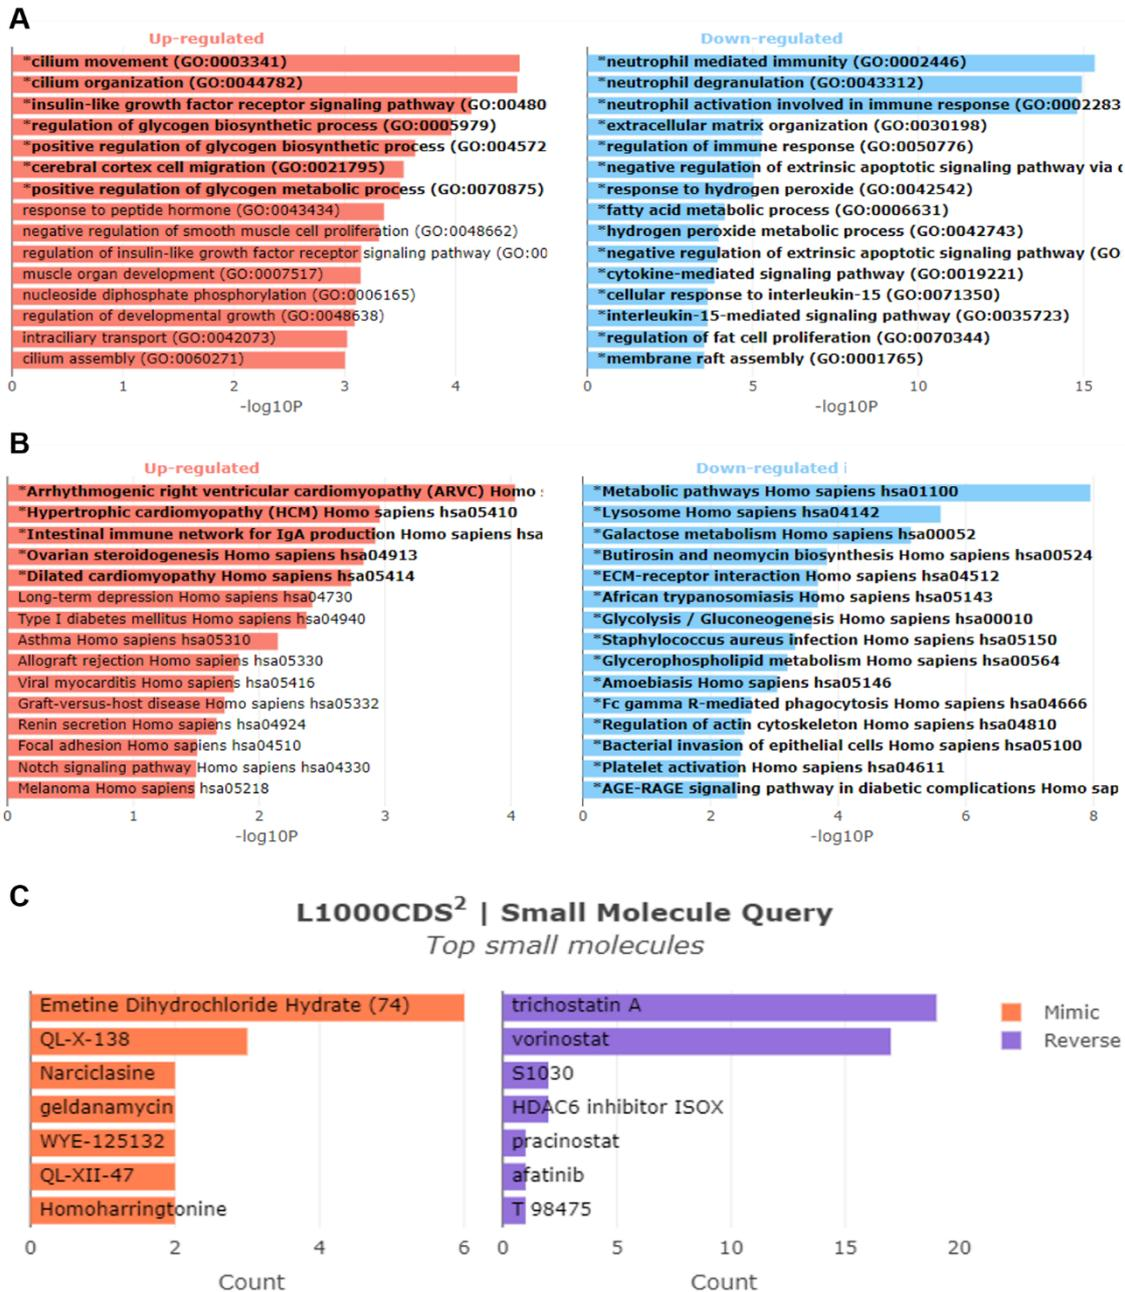 A
Up-regulated
*cilium movement (GO:0003341)
*cilium organization (GO:0044782)
*insulin-like growth factor receptor signaling pathway (GO:00480
*regulation of glycogen biosynthetic process (GO:0005979)
*positive regulation of glycogen biosynthetic process (GO:004572
*cerebral cortex cell migration (GO:0021795)
*positive regulation of glycogen metabolic process (GO:0070875)
response to peptide hormone (GO:0043434)
negative regulation of smooth muscle cell proliferation (GO:0048662)
regulation of insulin-like growth factor receptor signaling pathway (GO:00
muscle organ development (GO:0007517)
nucleoside diphosphate phosphorylation (GO:0006165)
regulation of developmental growth (GO:0048638)
intraciliary transport (GO:0042073)
cilium assembly (GO:0060271)
0 1 2 3 4
-log10P
Down-regulated
*neutrophil mediated immunity (GO:0002446)
*neutrophil degranulation (GO:0043312)
*neutrophil activation involved in immune response (GO:0002283
*extracellular matrix organization (GO:0030198)
*regulation of immune response (GO:0050776)
*negative regulation of extrinsic apoptotic signaling pathway via c
*response to hydrogen peroxide (GO:0042542)
*fatty acid metabolic process (GO:0006631)
*hydrogen peroxide metabolic process (GO:0042743)
*negative regulation of extrinsic apoptotic signaling pathway (GO
*cytokine-mediated signaling pathway (GO:0019221)
*cellular response to interleukin-15 (GO:0071350)
*interleukin-15-mediated signaling pathway (GO:0035723)
*regulation of fat cell proliferation (GO:0070344)
*membrane raft assembly (GO:0001765)
0 5 10 15
-log10P
B
Up-regulated
*Arrhythmogenic right ventricular cardiomyopathy (ARVC) Homo
*Hypertrophic cardiomyopathy (HCM) Homo sapiens hsa05410
*Intestinal immune network for IgA production Homo sapiens hsa
*Ovarian steroidogenesis Homo sapiens hsa04913
*Dilated cardiomyopathy Homo sapiens hsa05414
Long-term depression Homo sapiens hsa04730
Type I diabetes mellitus Homo sapiens hsa04940
Asthma Homo sapiens hsa05310
Allograft rejection Homo sapiens hsa05330
Viral myocarditis Homo sapiens hsa05416
Graft-versus-host disease Homo sapiens hsa05332
Renin secretion Homo sapiens hsa04924
Focal adhesion Homo sapiens hsa04510
Notch signaling pathway Homo sapiens hsa04330
Melanoma Homo sapiens hsa05218
0 1 2 3 4
-log10P
Down-regulated
*Metabolic pathways Homo sapiens hsa01100
*Lysosome Homo sapiens hsa04142
*Galactose metabolism Homo sapiens hsa00052
*Butirosin and neomycin biosynthesis Homo sapiens hsa00524
*ECM-receptor interaction Homo sapiens hsa04512
*African trypanosomiasis Homo sapiens hsa05143
*Glycolysis / Gluconeogenesis Homo sapiens hsa00010
*Staphylococcus aureus infection Homo sapiens hsa05150
*Glycerophospholipid metabolism Homo sapiens hsa00564
*Amoebiasis Homo sapiens hsa05146
*Fc gamma R-mediated phagocytosis Homo sapiens hsa04666
*Regulation of actin cytoskeleton Homo sapiens hsa04810
*Bacterial invasion of epithelial cells Homo sapiens hsa05100
*Platelet activation Homo sapiens hsa04611
*AGE-RAGE signaling pathway in diabetic complications Homo sap
0 2 4 6 8
-log10P
C
L1000CDS² | Small Molecule Query
Top small molecules
Emetine Dihydrochloride Hydrate (74)
QL-X-138
Narciclasine
geldanamycin
WYE-125132
QL-XII-47
Homoharringtonine
0 2 4 6
Count
trichostatin A
vorinostat
S1030
HDAC6 inhibitor ISOX
pracinostat
afatinib
T 98475
0 5 10 15 20
Count
Mimic
Reverse